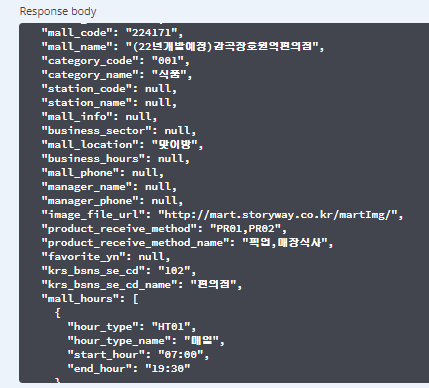 Response body
"mall_code": "224171",
"mall_name": "(22년개발예정)감곡장호원역편의점",
"category_code": "001",
"category_name": "식품",
"station_code": null,
"station_name": null,
"mall_info": null,
"business_sector": null,
"mall_location": "맞이방",
"business_hours": null,
"mall_phone": null,
"manager_name": null,
"manager_phone": null,
"image_file_url": "http://mart.storyway.co.kr/martImg/",
"product_receive_method": "PR01,PR02",
"product_receive_method_name": "픽업,매장식사",
"favorite_yn": null,
"krs_bsns_se_cd": "102",
"krs_bsns_se_cd_name": "편의점",
"mall_hours": [
{
"hour_type": "HT01",
"hour_type_name": "매일",
"start_hour": "07:00",
"end_hour": "19:30"
}